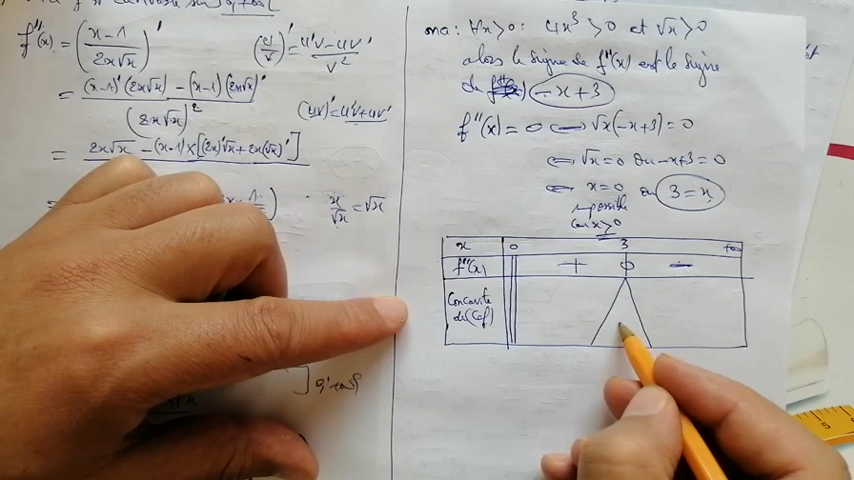 f''(x) = ((x-1)/(2x√x))' (u/v)' = (u'v-uv')/v²
= ((x-1)'(2x√x) - (x-1)(2x√x)')/(2x√x)²
(uv)' = u'v+uv'
= 2x√x - (x-1)×[(2x)'√x+2x(√x)']
x/√x = √x
on a: ∀x>0: 4x³>0 et √x>0
alors le signe de f''(x) est le signe
de -x+3
f''(x)=0 ⟺ √x(-x+3)=0
⟺ √x=0 ou -x+3=0
⟺ x=0 ou 3=x
impossible
car x>0
x 0 3 +∞
f''(x) + 0 -
Concavité
de (Cf)